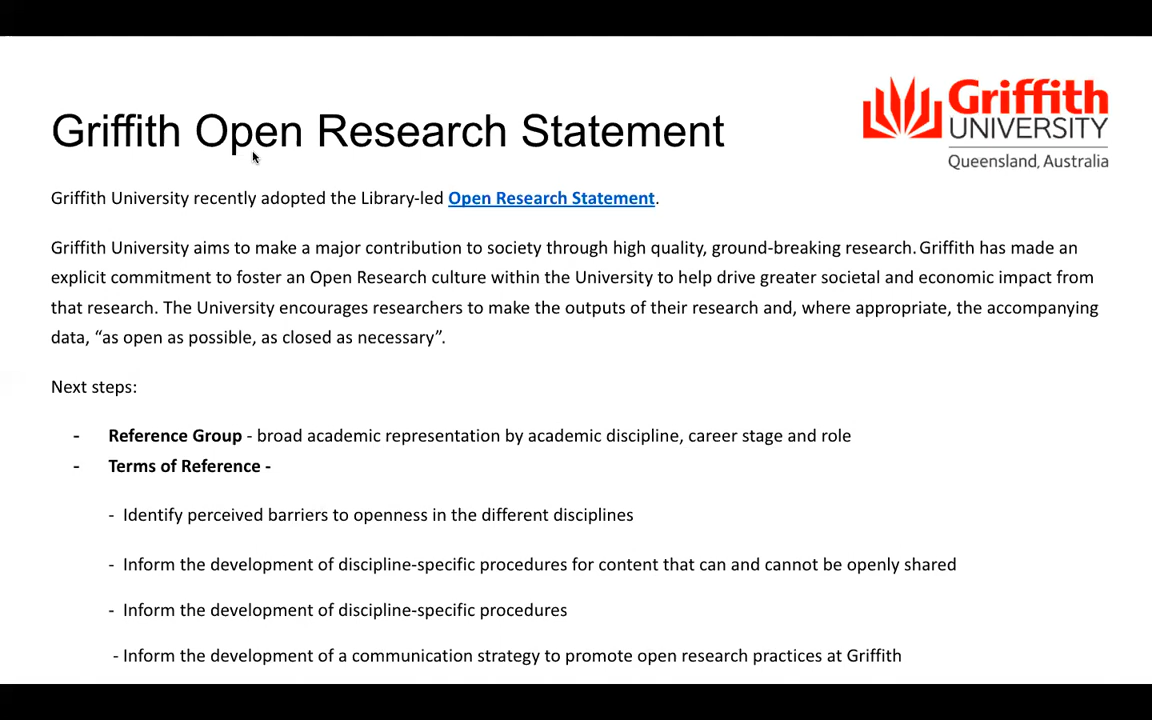 Griffith
UNIVERSITY
Queensland, Australia
Griffith Open Research Statement
Griffith University recently adopted the Library-led Open Research Statement.
Griffith University aims to make a major contribution to society through high quality, ground-breaking research. Griffith has made an
explicit commitment to foster an Open Research culture within the University to help drive greater societal and economic impact from
that research. The University encourages researchers to make the outputs of their research and, where appropriate, the accompanying
data, “as open as possible, as closed as necessary”.
Next steps:
- Reference Group - broad academic representation by academic discipline, career stage and role
- Terms of Reference -
- Identify perceived barriers to openness in the different disciplines
- Inform the development of discipline-specific procedures for content that can and cannot be openly shared
- Inform the development of discipline-specific procedures
- Inform the development of a communication strategy to promote open research practices at Griffith